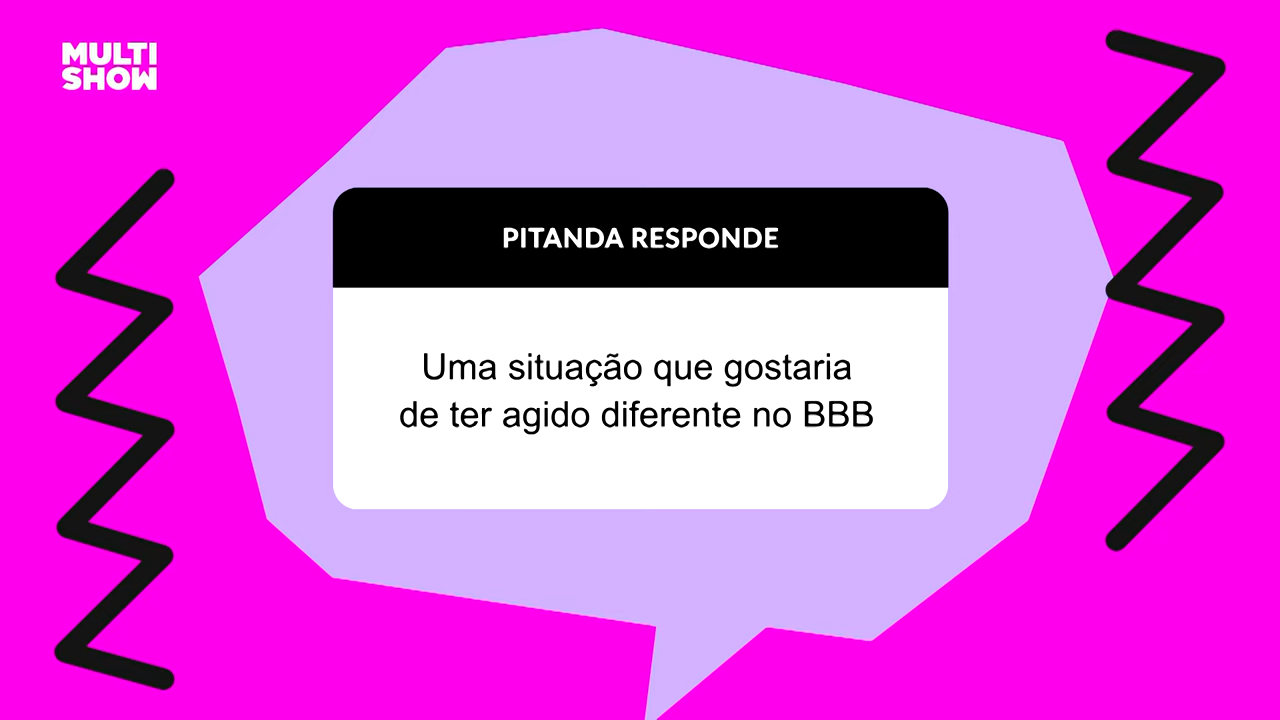 MULTI
SHOW
PITANDA RESPONDE
Uma situação que gostaria
de ter agido diferente no BBB